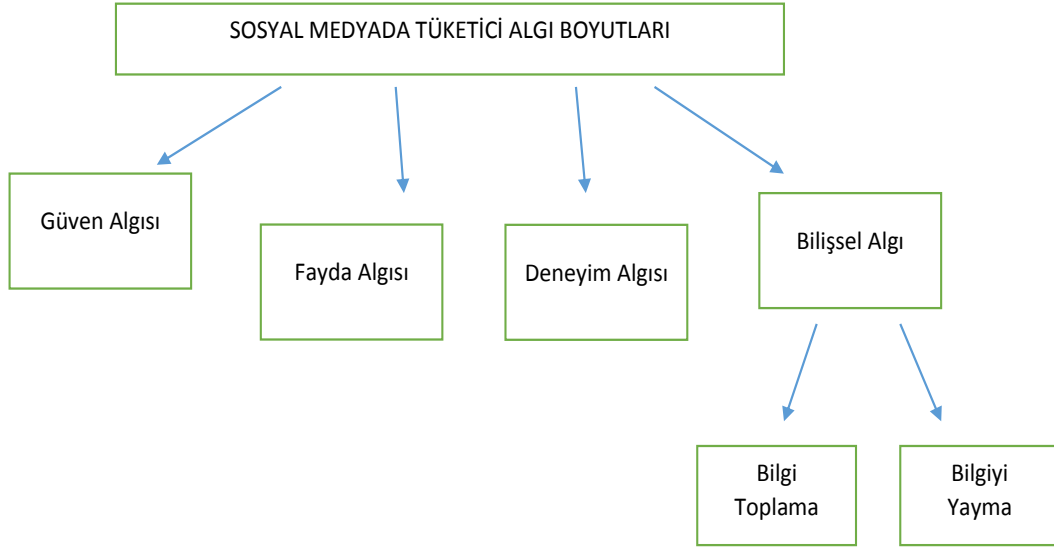 SOSYAL MEDYADA TÜKETİCİ ALGI BOYUTLARI
Güven Algısı
Fayda Algısı
Deneyim Algısı
Bilişsel Algı
Bilgi
Toplama
Bilgiyi
Yayma